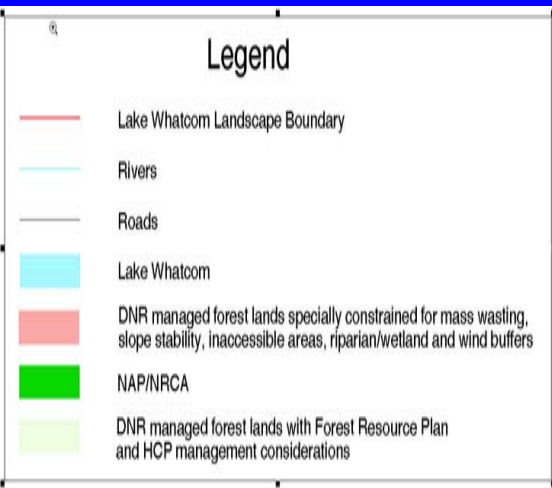 Legend
Lake Whatcom Landscape Boundary
Rivers
Roads
Lake Whatcom
DNR managed forest lands specially constrained for mass wasting,
slope stability, inaccessible areas, riparian/wetland and wind buffers
NAP/NRCA
DNR managed forest lands with Forest Resource Plan
and HCP management considerations